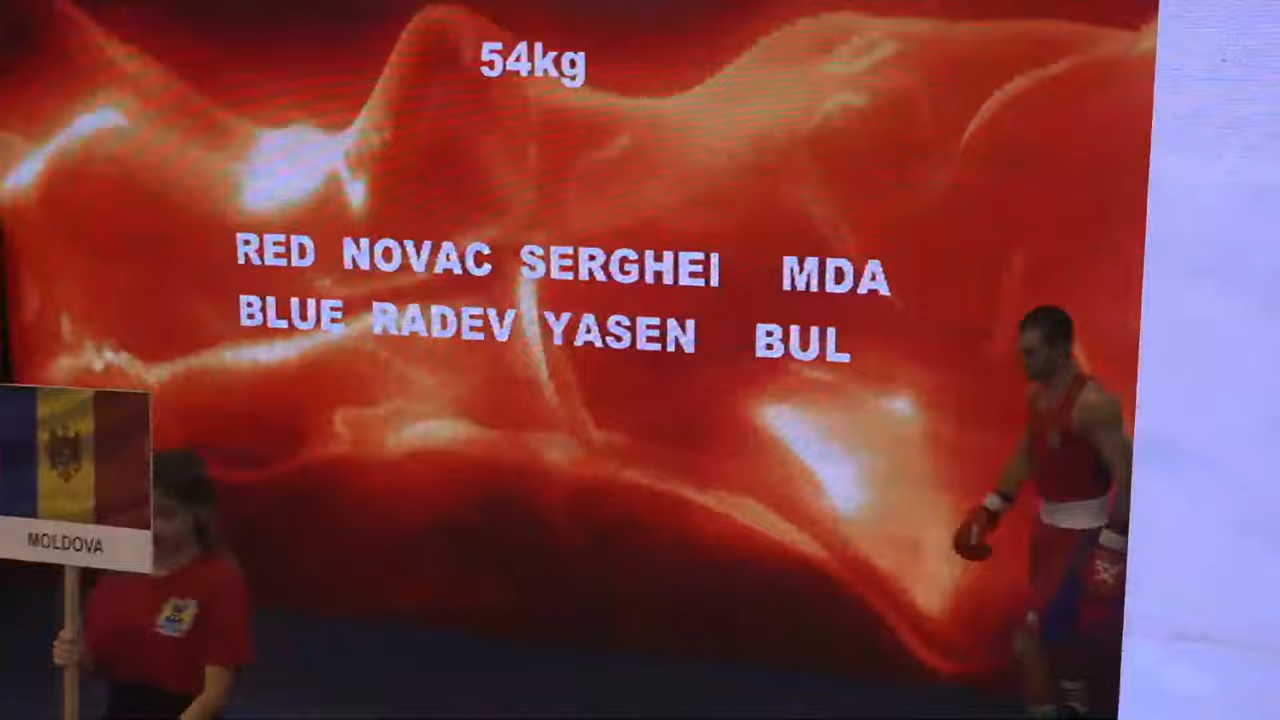 54kg
RED NOVAC SERGHEI MDA
BLUE RADEV YASEN BUL
MOLDOVA